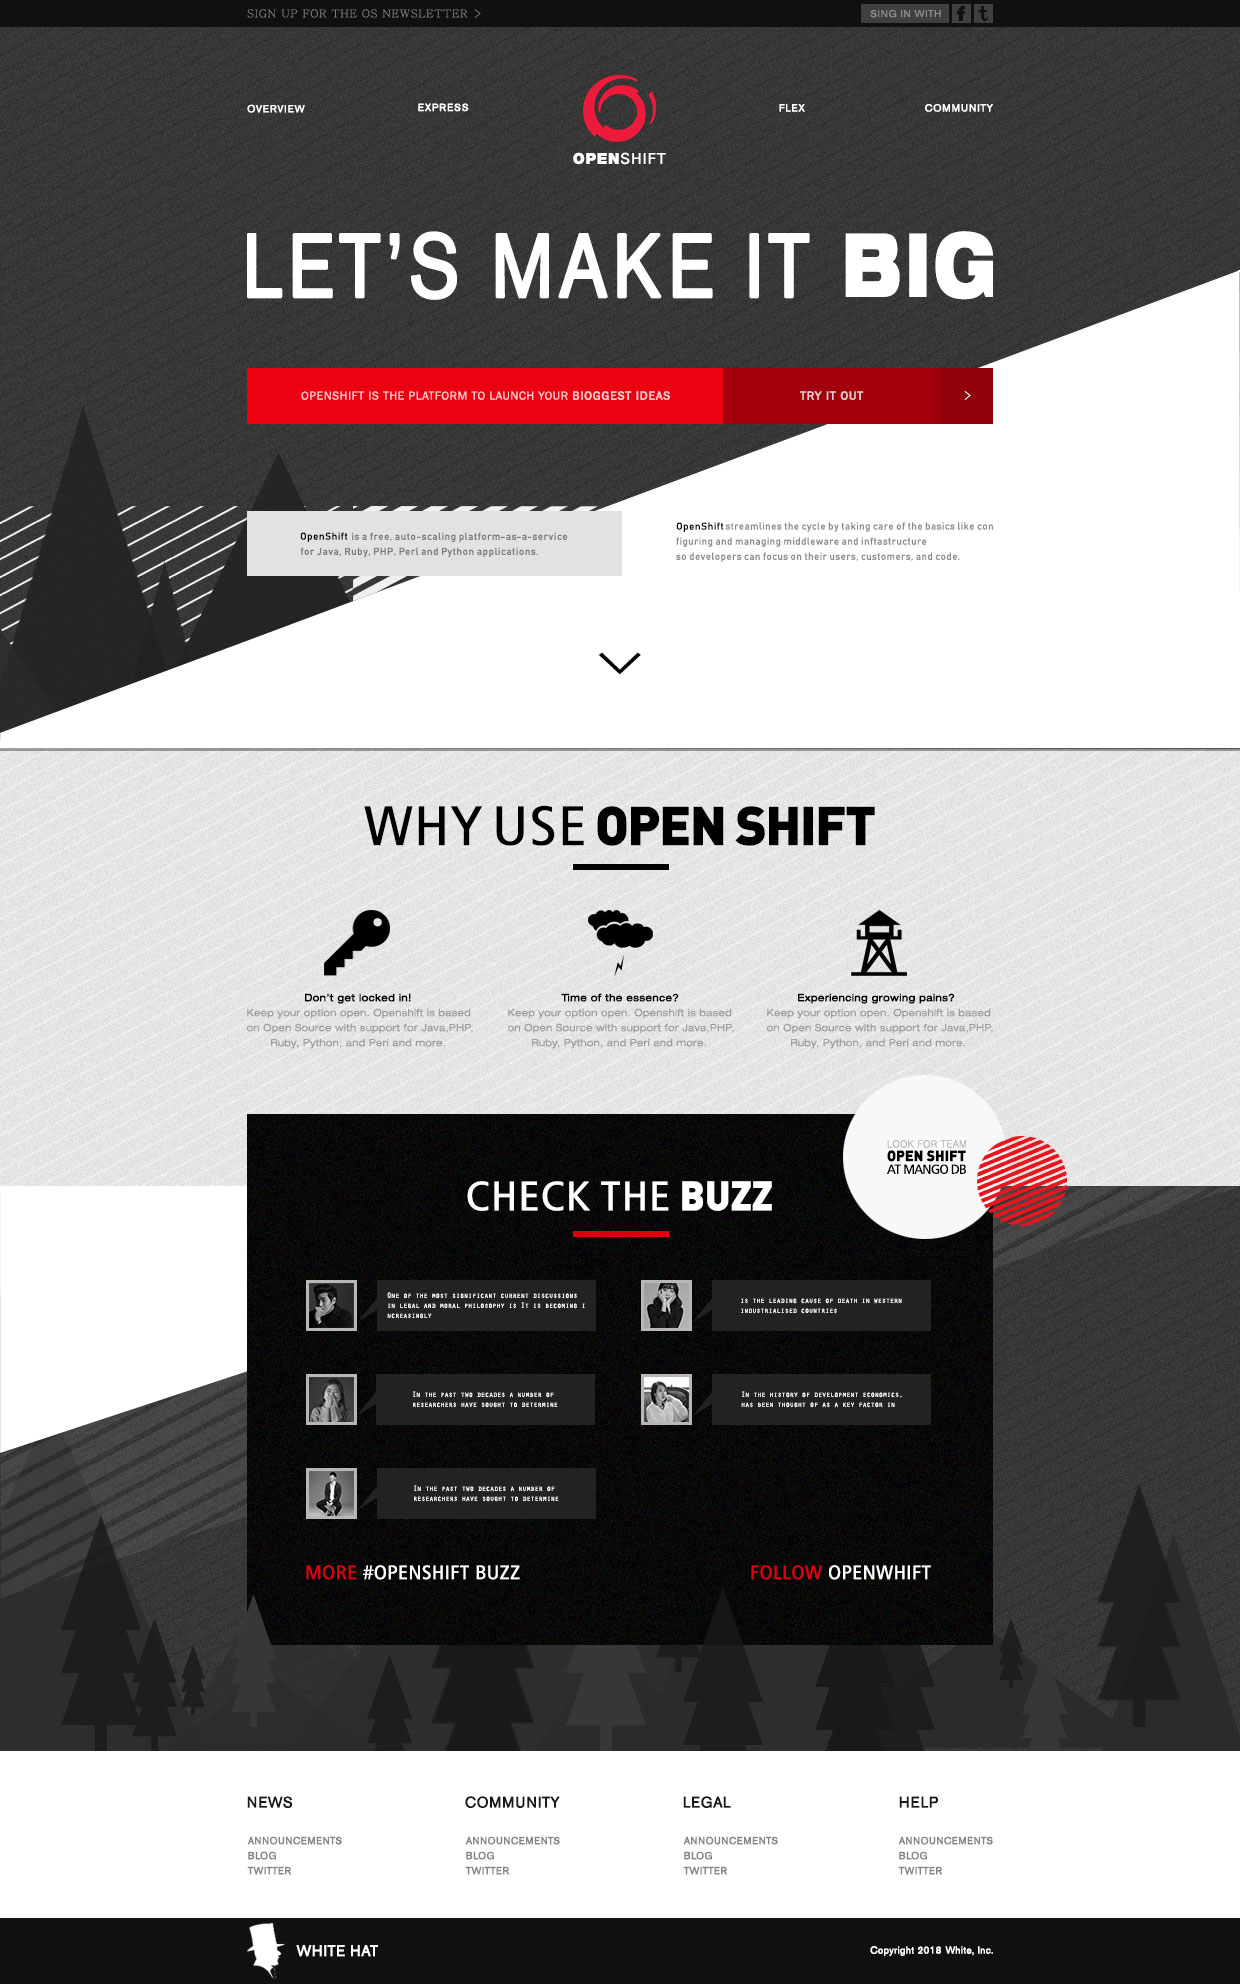 SIGN UP FOR THE OS NEWSLETTER >
SING IN WITH f t
OVERVIEW
EXPRESS
OPENSHIFT
FLEX
COMMUNITY
LET'S MAKE IT BIG
OPENSHIFT IS THE PLATFORM TO LAUNCH YOUR BIOGGEST IDEAS
TRY IT OUT >
OpenShift is a free, auto-scaling platform-as-a-service
for Java, Ruby, PHP, Perl and Python applications.
OpenShift streamlines the cycle by taking care of the basics like con
figuring and managing middleware and inftastructure
so developers can focus on their users, customers, and code.
WHY USE OPEN SHIFT
Don't get locked in!
Keep your option open. Openshift is based
on Open Source with support for Java,PHP,
Ruby, Python, and Perl and more.
Time of the essence?
Keep your option open. Openshift is based
on Open Source with support for Java,PHP,
Ruby, Python, and Perl and more.
Experiencing growing pains?
Keep your option open. Openshift is based
on Open Source with support for Java,PHP,
Ruby, Python, and Perl and more.
LOOK FOR TEAM
OPEN SHIFT
AT MANGO DB
CHECK THE BUZZ
One of the most significant current discussions
in legal and moral philosophy is It is becoming i
ncreasingly
is the leading cause of death in western
industrialised countries
In the past two decades a number of
researchers have sought to determine
In the history of development economics,
has been thought of as a key factor in
In the past two decades a number of
researchers have sought to determine
MORE #OPENSHIFT BUZZ
FOLLOW OPENWHIFT
NEWS
ANNOUNCEMENTS
BLOG
TWITTER
COMMUNITY
ANNOUNCEMENTS
BLOG
TWITTER
LEGAL
ANNOUNCEMENTS
BLOG
TWITTER
HELP
ANNOUNCEMENTS
BLOG
TWITTER
WHITE HAT
Copyright 2018 White, Inc.